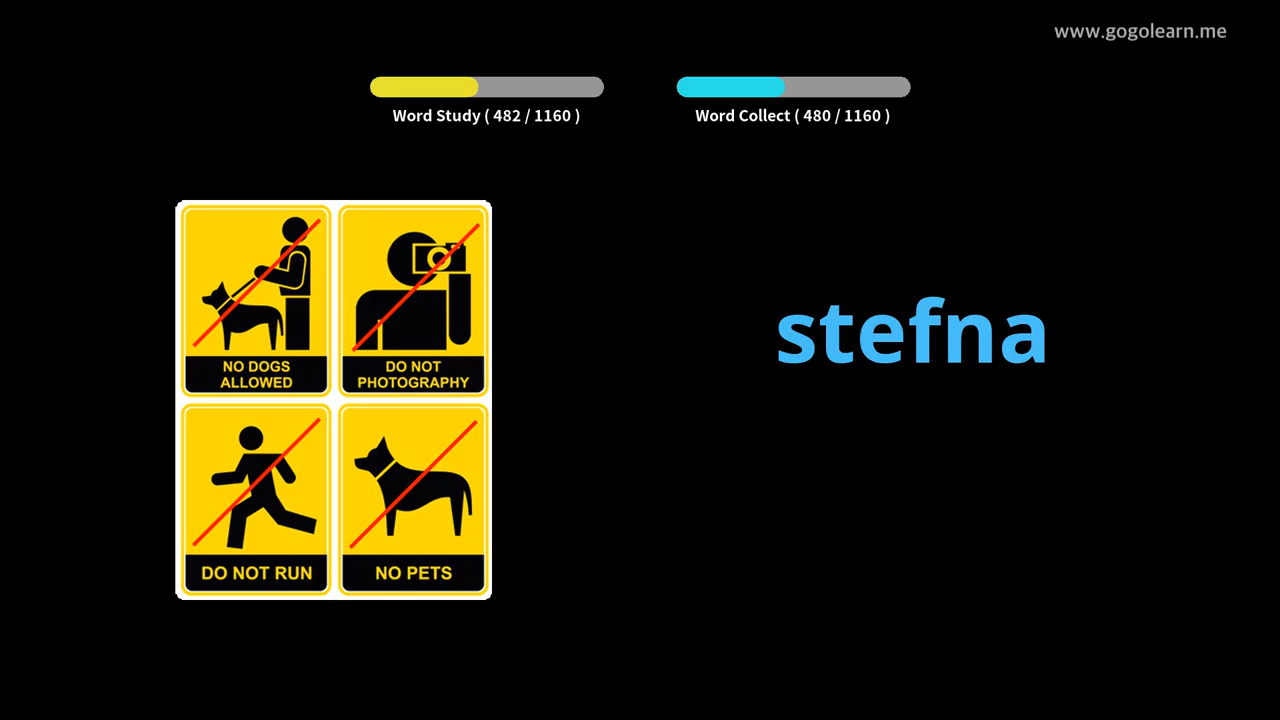 www.gogolearn.me
Word Study ( 482 / 1160 )
Word Collect ( 480 / 1160 )
NO DOGS
ALLOWED
DO NOT
PHOTOGRAPHY
DO NOT RUN
NO PETS
stefna